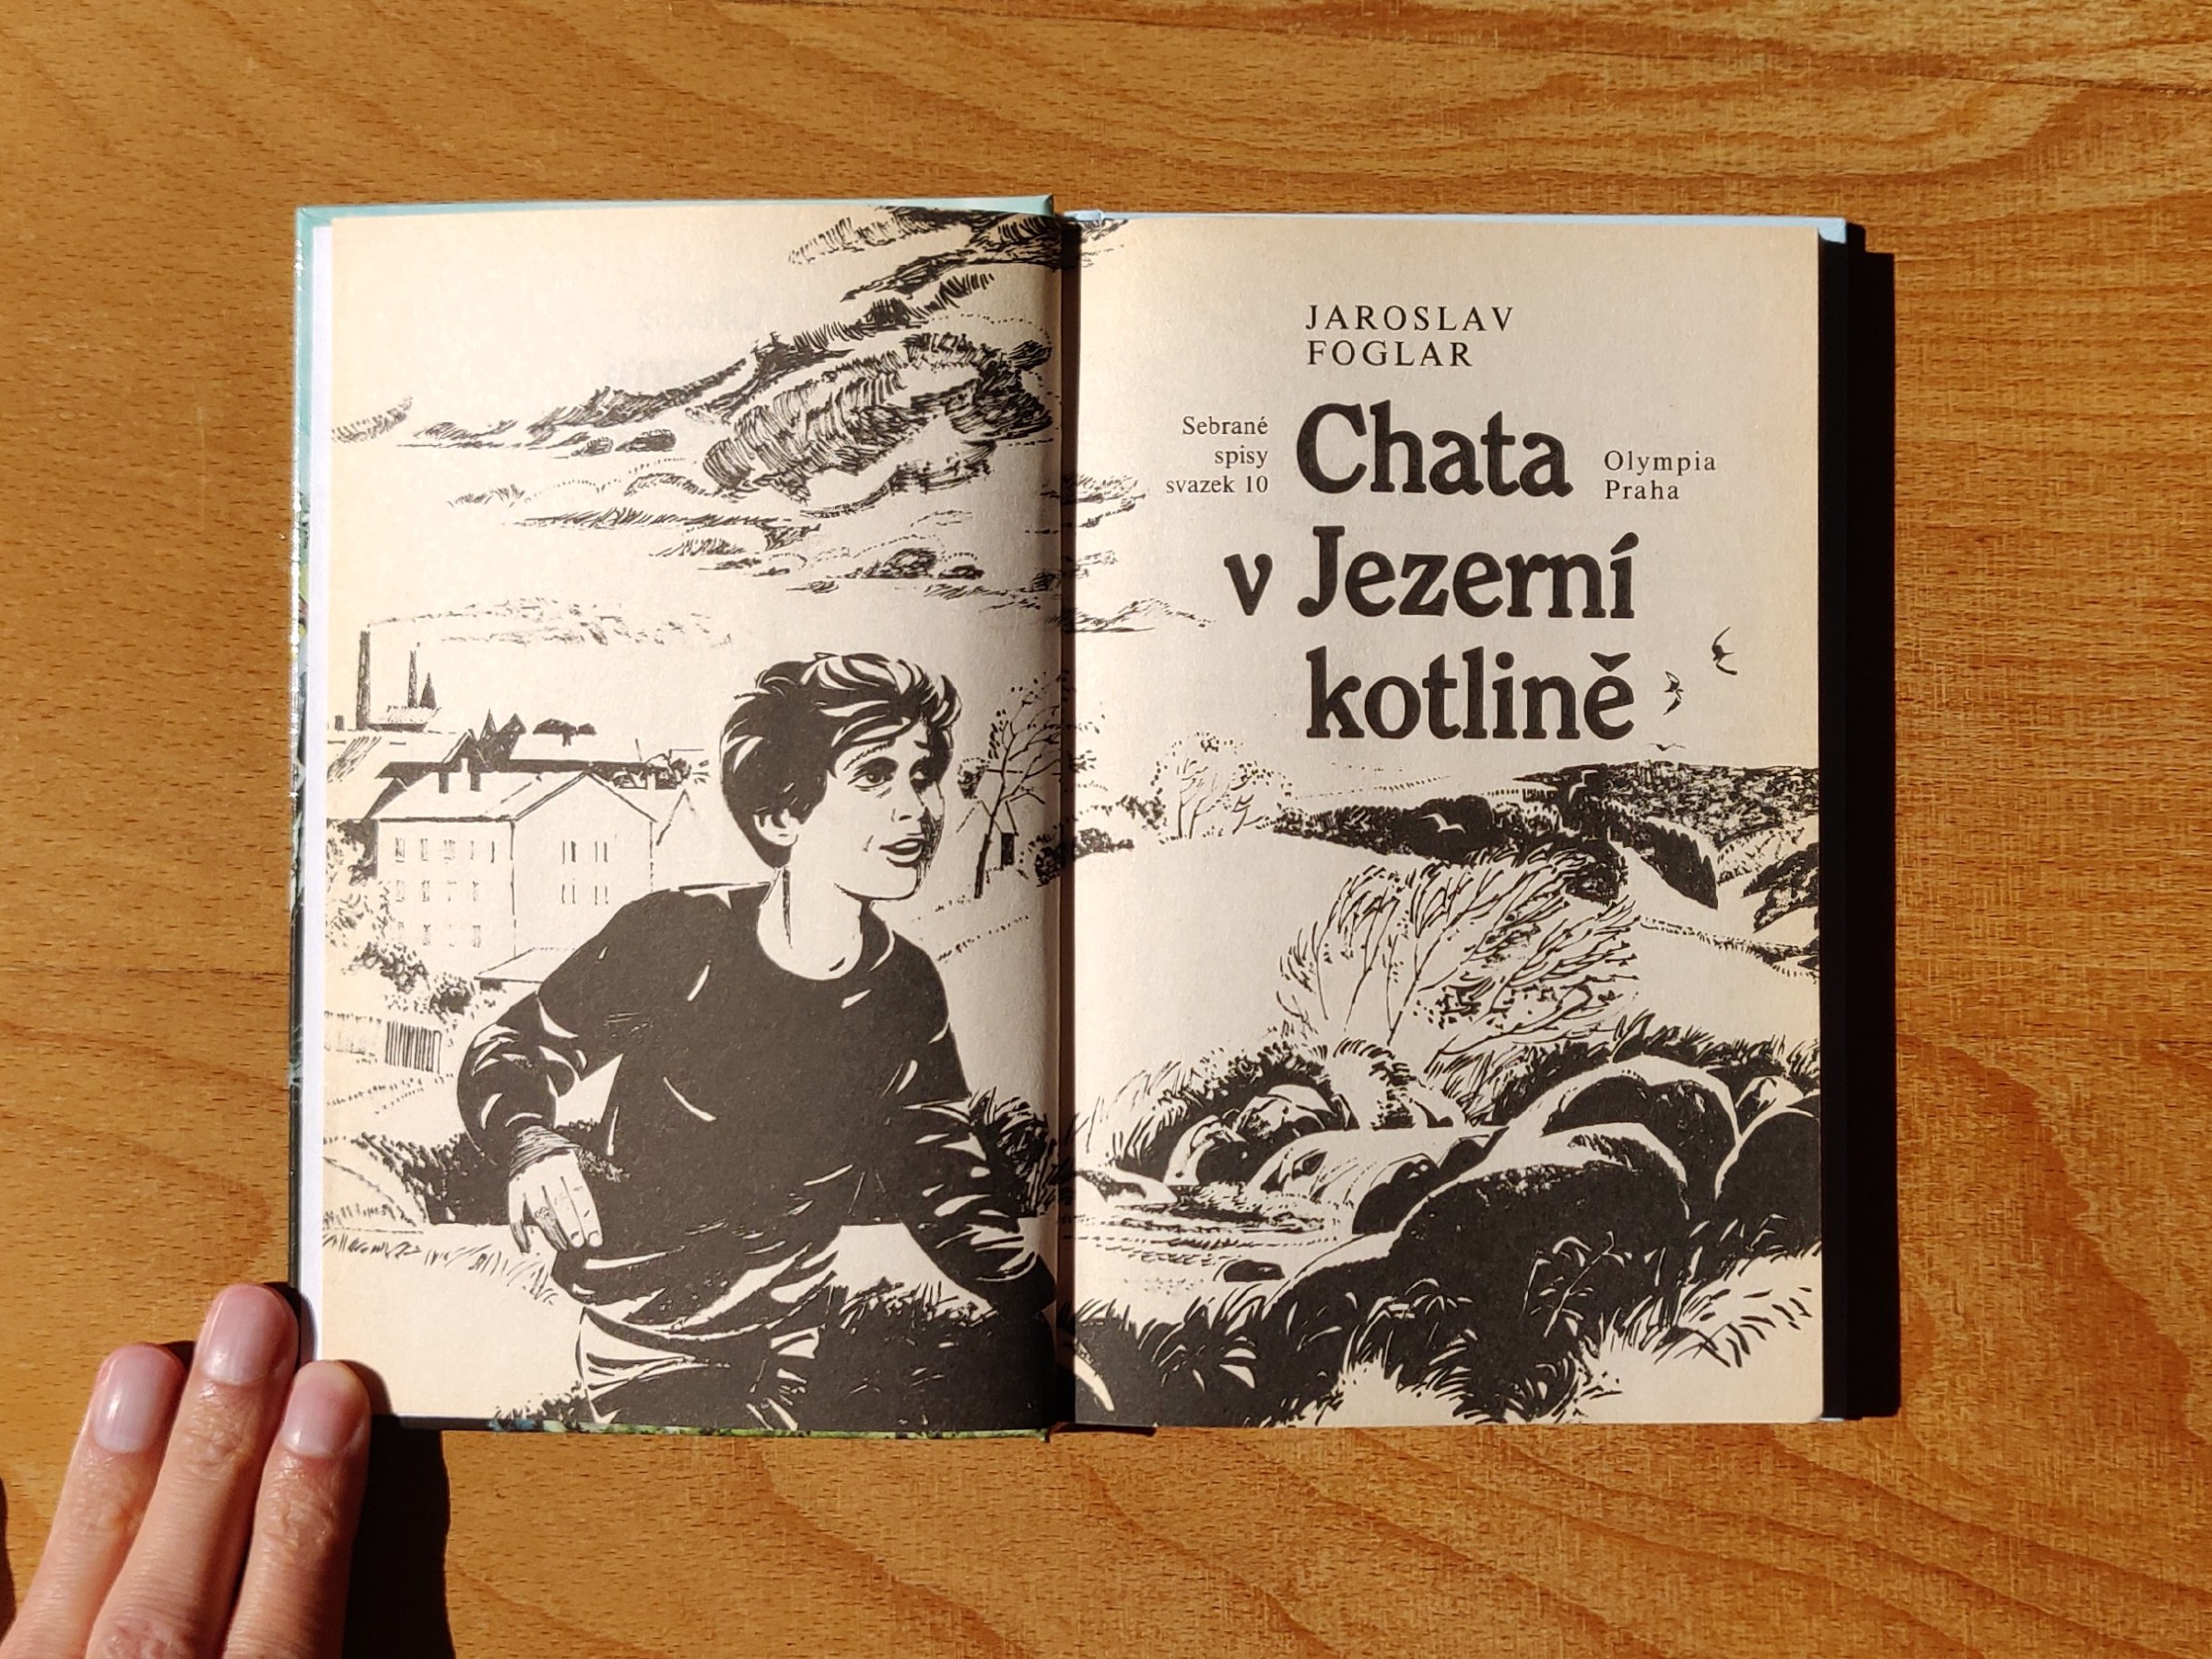 JAROSLAV
FOGLAR
Sebrané
spisy
svazek 10
Chata
v Jezerní
kotlině
Olympia
Praha